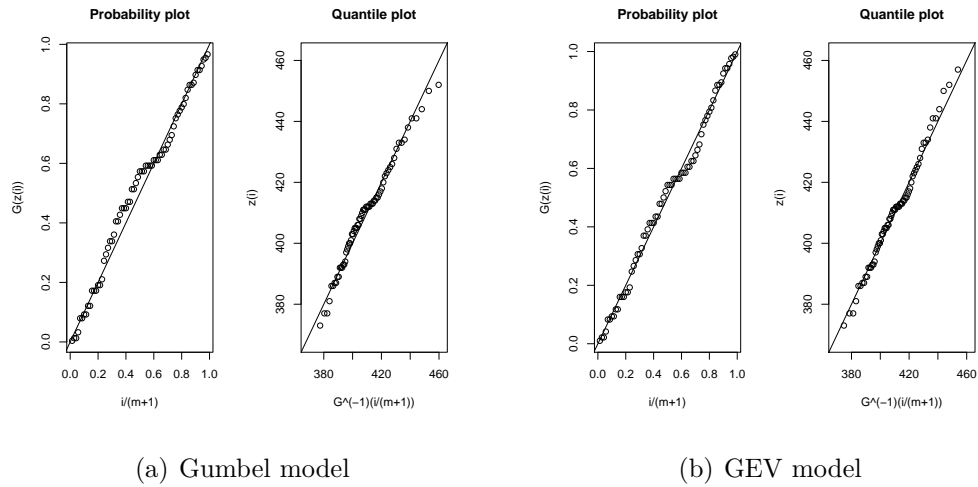 Probability plot
G(z(i))
0.0 0.2 0.4 0.6 0.8 1.0
0.0 0.2 0.4 0.6 0.8 1.0
i/(m+1)
Quantile plot
z(i)
380 400 420 440 460
380 420 460
G^(-1)(i/(m+1))
(a) Gumbel model
Probability plot
G(z(i))
0.0 0.2 0.4 0.6 0.8 1.0
0.0 0.2 0.4 0.6 0.8 1.0
i/(m+1)
Quantile plot
z(i)
380 400 420 440 460
360 380 400 420 440 460
G^(-1)(i/(m+1))
(b) GEV model